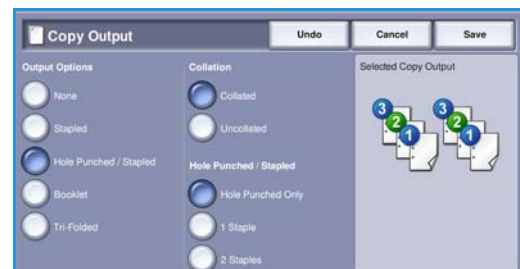 Copy Output
Undo
Cancel
Save
Output Options
None
Stapled
Hole Punched / Stapled
Booklet
Tri-Folded
Collation
Collated
Uncollated
Hole Punched / Stapled
Hole Punched Only
1 Staple
2 Staples
Selected Copy Output
3 2 1 3 2 1